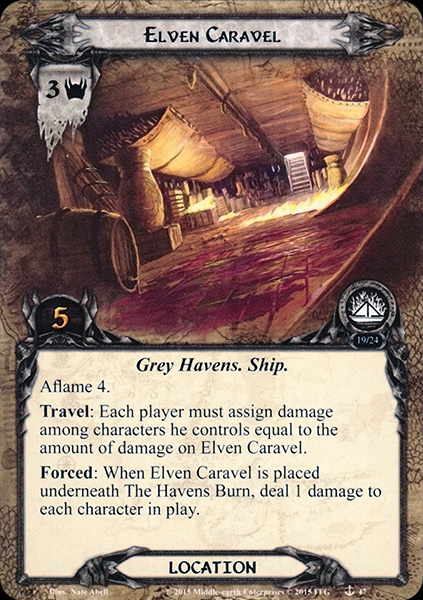 Elven Caravel
3
5
19/24
Grey Havens. Ship.
Aflame 4.
Travel: Each player must assign damage
among characters he controls equal to the
amount of damage on Elven Caravel.
Forced: When Elven Caravel is placed
underneath The Havens Burn, deal 1 damage to
each character in play.
LOCATION
Illus. Nate Abell
© 2015 Middle-earth Enterprises © 2015 FFG
47